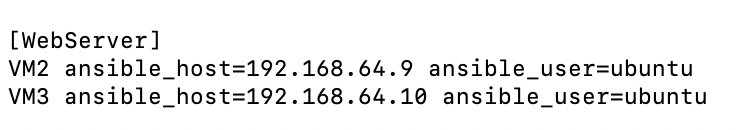 [WebServer]
VM2 ansible_host=192.168.64.9 ansible_user=ubuntu
VM3 ansible_host=192.168.64.10 ansible_user=ubuntu